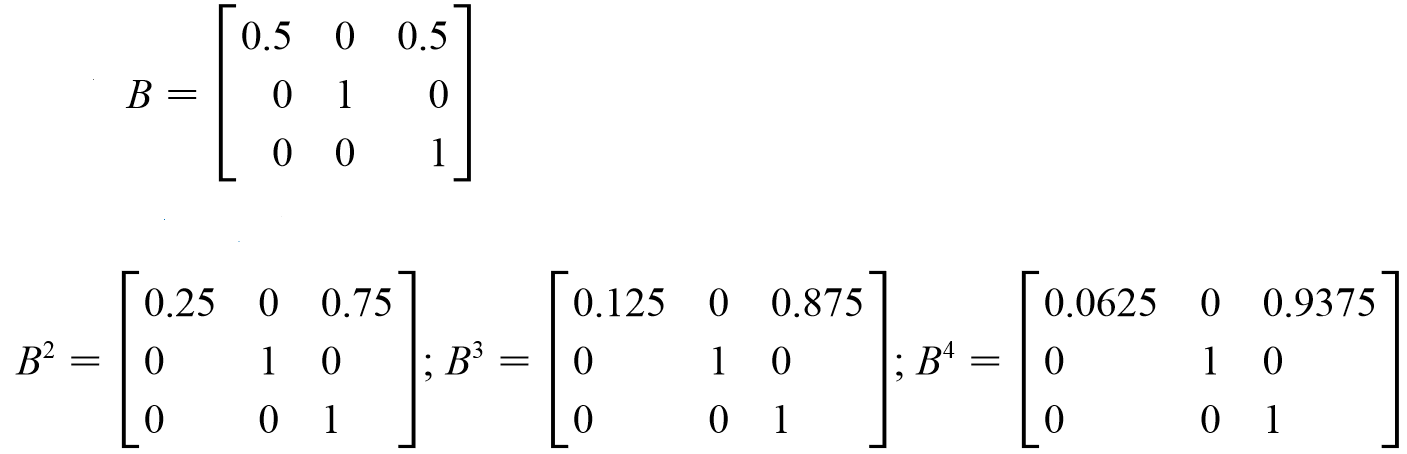 0.5 0 0.5
B = 0 1 0
0 0 1
0.25 0 0.75 0.125 0 0.875 0.0625 0 0.9375
B² = 0 1 0 ; B³ = 0 1 0 ; B⁴ = 0 1 0
0 0 1 0 0 1 0 0 1